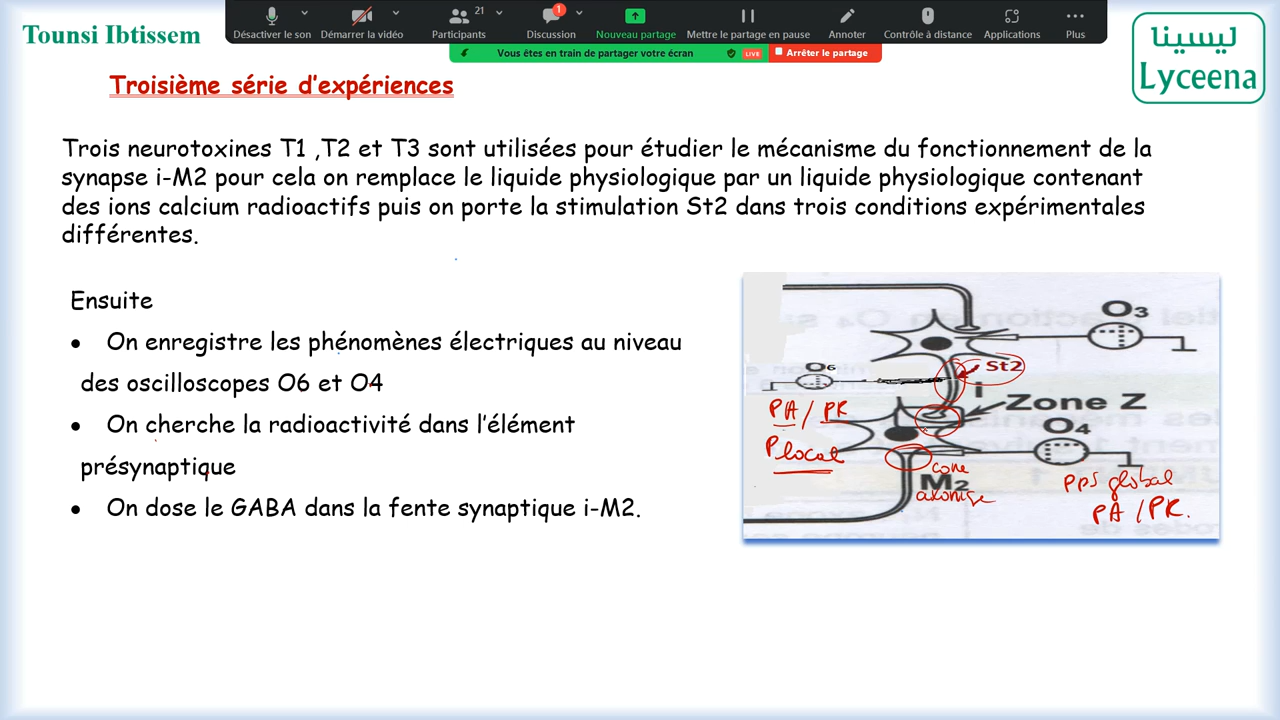 Tounsi Ibtissem
Désactiver le son
Démarrer la vidéo
21
Participants
1
Discussion
Nouveau partage
Mettre le partage en pause
Annoter
Contrôle à distance
Applications
Plus
Vous êtes en train de partager votre écran
LIVE
Arrêter le partage
ليسينا
Lyceena
Troisième série d'expériences
Trois neurotoxines T1 ,T2 et T3 sont utilisées pour étudier le mécanisme du fonctionnement de la
synapse i-M2 pour cela on remplace le liquide physiologique par un liquide physiologique contenant
des ions calcium radioactifs puis on porte la stimulation St2 dans trois conditions expérimentales
différentes.
Ensuite
• On enregistre les phénomènes électriques au niveau
des oscilloscopes O6 et O4
• On cherche la radioactivité dans l'élément
présynaptique
• On dose le GABA dans la fente synaptique i-M2.
O3
O6
St2
i
Zone Z
PA / PR
O4
P local
cone
M2
axonique
PPS global
PA / PR.